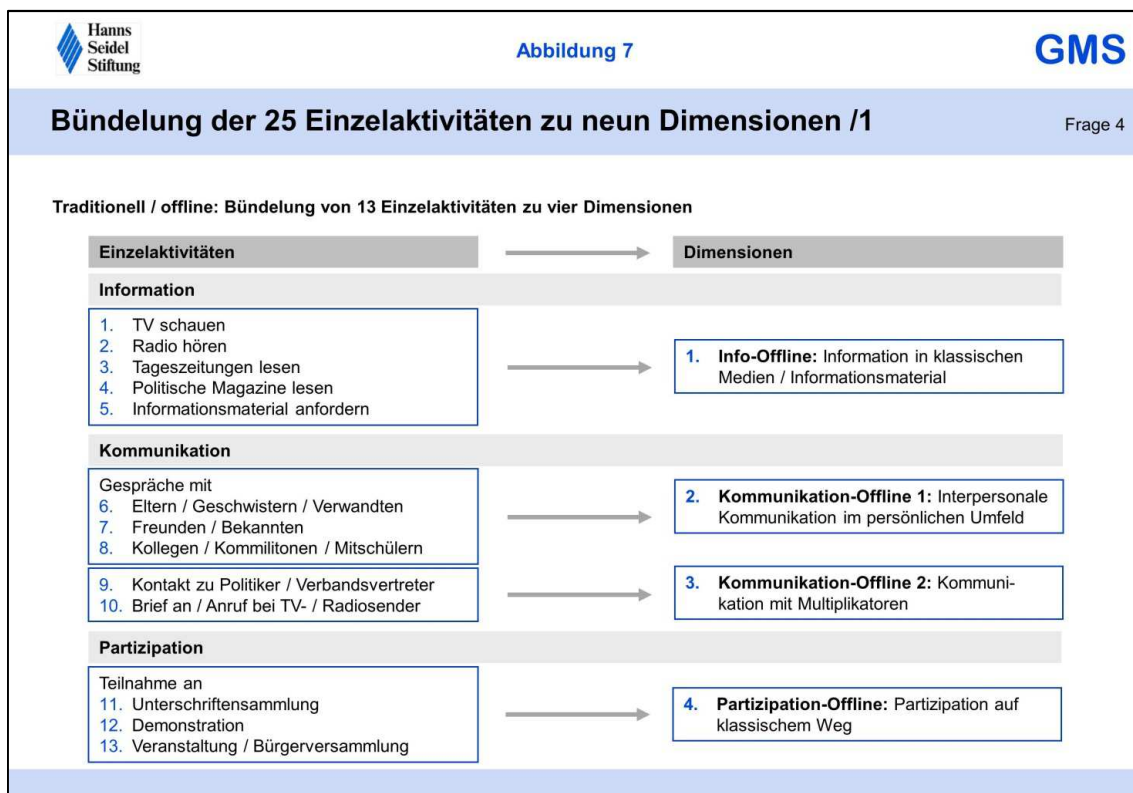 Hanns
Seidel
Stiftung
Abbildung 7
GMS
Bündelung der 25 Einzelaktivitäten zu neun Dimensionen /1
Frage 4
Traditionell / offline: Bündelung von 13 Einzelaktivitäten zu vier Dimensionen
Einzelaktivitäten
Dimensionen
Information
1. TV schauen
2. Radio hören
3. Tageszeitungen lesen
4. Politische Magazine lesen
5. Informationsmaterial anfordern
1. Info-Offline: Information in klassischen
Medien / Informationsmaterial
Kommunikation
Gespräche mit
6. Eltern / Geschwistern / Verwandten
7. Freunden / Bekannten
8. Kollegen / Kommilitonen / Mitschülern
2. Kommunikation-Offline 1: Interpersonale
Kommunikation im persönlichen Umfeld
9. Kontakt zu Politiker / Verbandsvertreter
10. Brief an / Anruf bei TV- / Radiosender
3. Kommunikation-Offline 2: Kommuni-
kation mit Multiplikatoren
Partizipation
Teilnahme an
11. Unterschriftensammlung
12. Demonstration
13. Veranstaltung / Bürgerversammlung
4. Partizipation-Offline: Partizipation auf
klassischem Weg